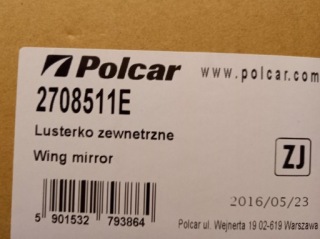 Polcar www.polcar.com
2708511E
Lusterko zewnetrzne
Wing mirror
ZJ
2016/05/23
5 901532 793864
Polcar ul. Wejnerta 19 02-619 Warszawa